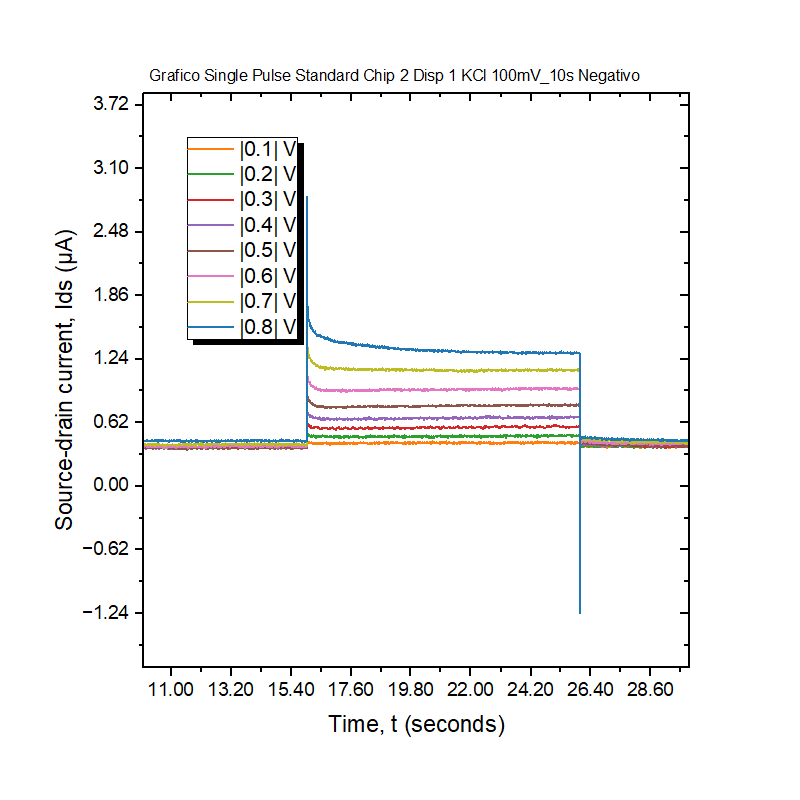 Grafico Single Pulse Standard Chip 2 Disp 1 KCl 100mV_10s Negativo
3.72
3.10
2.48
1.86
1.24
0.62
0.00
−0.62
−1.24
Source-drain current, Ids (µA)
|0.1| V
|0.2| V
|0.3| V
|0.4| V
|0.5| V
|0.6| V
|0.7| V
|0.8| V
11.00 13.20 15.40 17.60 19.80 22.00 24.20 26.40 28.60
Time, t (seconds)